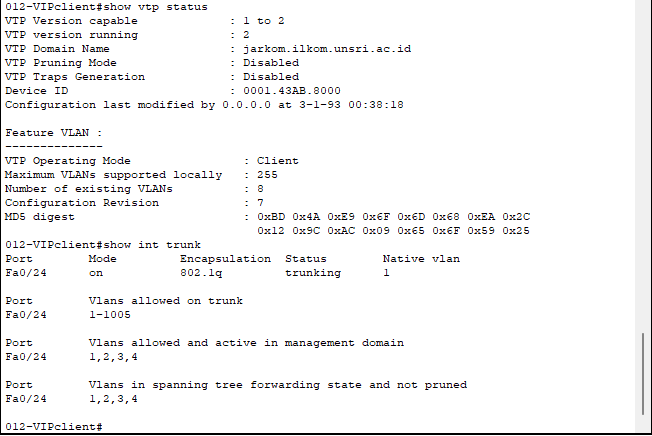 012-VIPclient#show vtp status
VTP Version capable : 1 to 2
VTP version running : 2
VTP Domain Name : jarkom.ilkom.unsri.ac.id
VTP Pruning Mode : Disabled
VTP Traps Generation : Disabled
Device ID : 0001.43AB.8000
Configuration last modified by 0.0.0.0 at 3-1-93 00:38:18
Feature VLAN :
--------------
VTP Operating Mode : Client
Maximum VLANs supported locally : 255
Number of existing VLANs : 8
Configuration Revision : 7
MD5 digest : 0xBD 0x4A 0xE9 0x6F 0x6D 0x68 0xEA 0x2C
0x12 0x9C 0xAC 0x09 0x65 0x6F 0x59 0x25
012-VIPclient#show int trunk
Port Mode Encapsulation Status Native vlan
Fa0/24 on 802.1q trunking 1
Port Vlans allowed on trunk
Fa0/24 1-1005
Port Vlans allowed and active in management domain
Fa0/24 1,2,3,4
Port Vlans in spanning tree forwarding state and not pruned
Fa0/24 1,2,3,4
012-VIPclient#